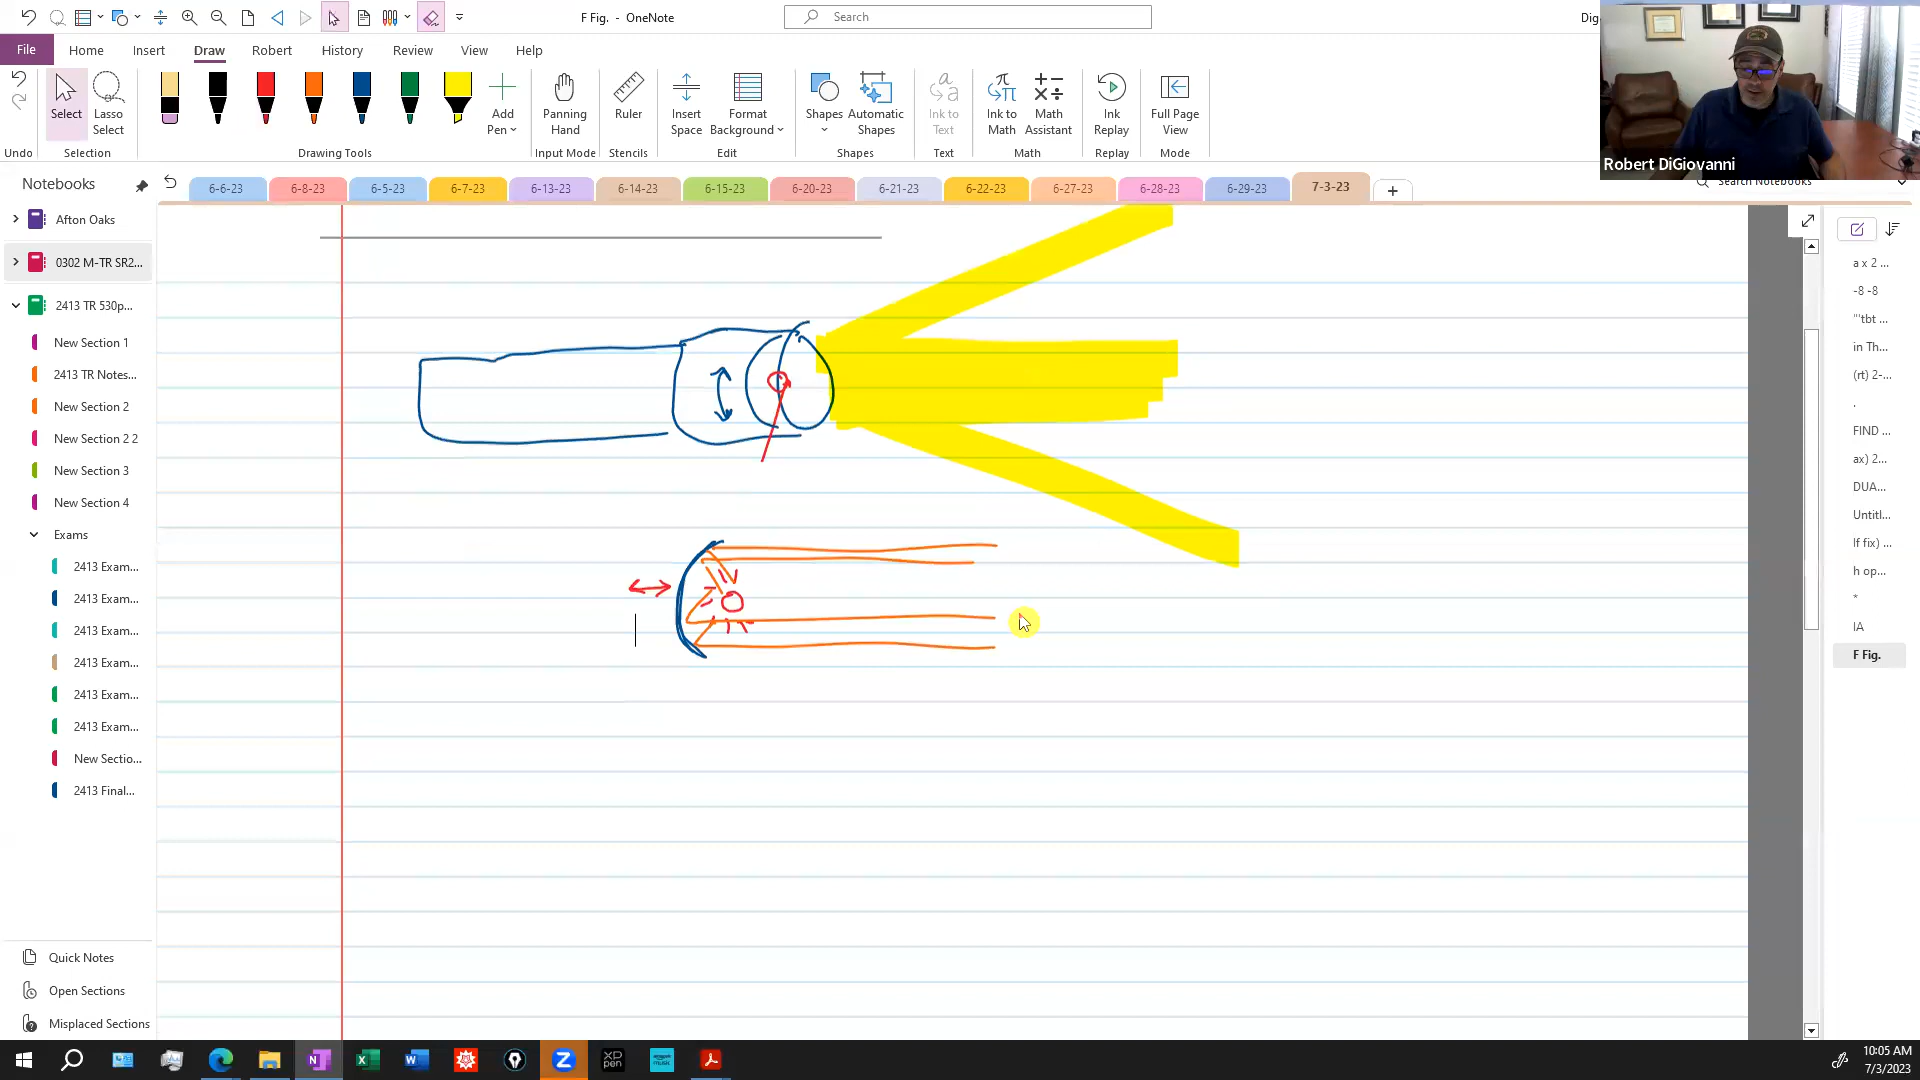 F Fig. - OneNote
Search
Dig
File
Home
Insert
Draw
Robert
History
Review
View
Help
Select
Lasso
Select
Add
Pen
Panning
Hand
Ruler
Insert
Space
Format
Background
Shapes
Automatic
Shapes
Ink to
Text
Ink to
Math
Math
Assistant
Ink
Replay
Full Page
View
Undo
Selection
Drawing Tools
Input Mode
Stencils
Edit
Shapes
Text
Math
Replay
Mode
Robert DiGiovanni
Notebooks
6-6-23
6-8-23
6-5-23
6-7-23
6-13-23
6-14-23
6-15-23
6-20-23
6-21-23
6-22-23
6-27-23
6-28-23
6-29-23
7-3-23
+
Search Notebooks
Afton Oaks
0302 M-TR SR2...
2413 TR 530p...
New Section 1
2413 TR Notes...
New Section 2
New Section 2 2
New Section 3
New Section 4
Exams
2413 Exam...
2413 Exam...
2413 Exam...
2413 Exam...
2413 Exam...
2413 Exam...
New Sectio...
2413 Final...
Quick Notes
Open Sections
Misplaced Sections
a x 2 ...
-8 -8
"'tbt ...
in Th...
(rt) 2-...
.
FIND ...
ax) 2...
DUA...
Untitl...
If fix) ...
h op...
*
IA
F Fig.
XP
pen
10:05 AM
7/3/2023